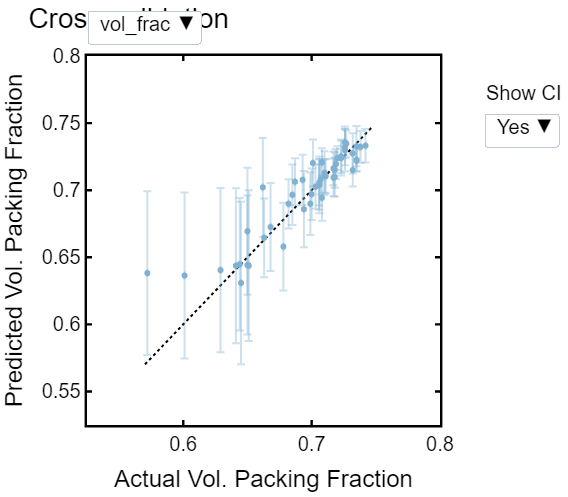 vol_frac ▼
0.8
0.75
0.7
0.65
0.6
0.55
Predicted Vol. Packing Fraction
0.6 0.7 0.8
Actual Vol. Packing Fraction
Show CI
Yes ▼